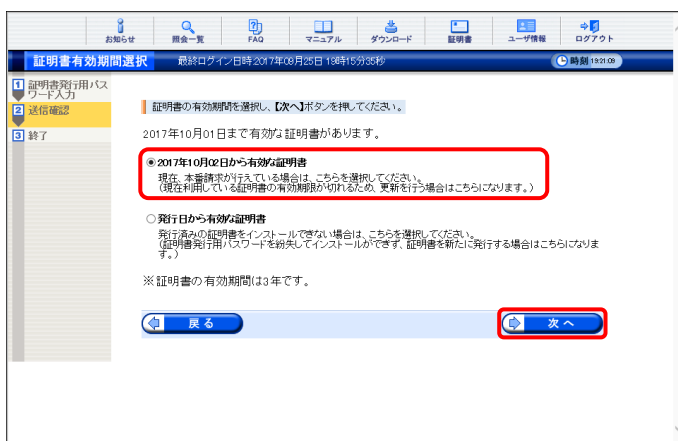 お知らせ 照会一覧 FAQ マニュアル ダウンロード 証明書 ユーザ情報 ログアウト
証明書有効期間選択 最終ログイン日時:2017年09月25日 19時15分35秒 時刻 19:21:09
1 証明書発行用パス
ワード入力
2 送信確認
3 終了
証明書の有効期間を選択し、【次へ】ボタンを押してください。
2017年10月01日まで有効な証明書があります。
2017年10月02日から有効な証明書
現在、本番請求が行えている場合は、こちらを選択してください。
(現在利用している証明書の有効期限が切れるため、更新を行う場合はこちらになります。)
発行日から有効な証明書
発行済みの証明書をインストールできない場合は、こちらを選択してください。
(証明書発行用パスワードを紛失してインストールができず、証明書を新たに発行する場合はこちらになりま
す。)
※証明書の有効期間は3年です。
戻る 次へ